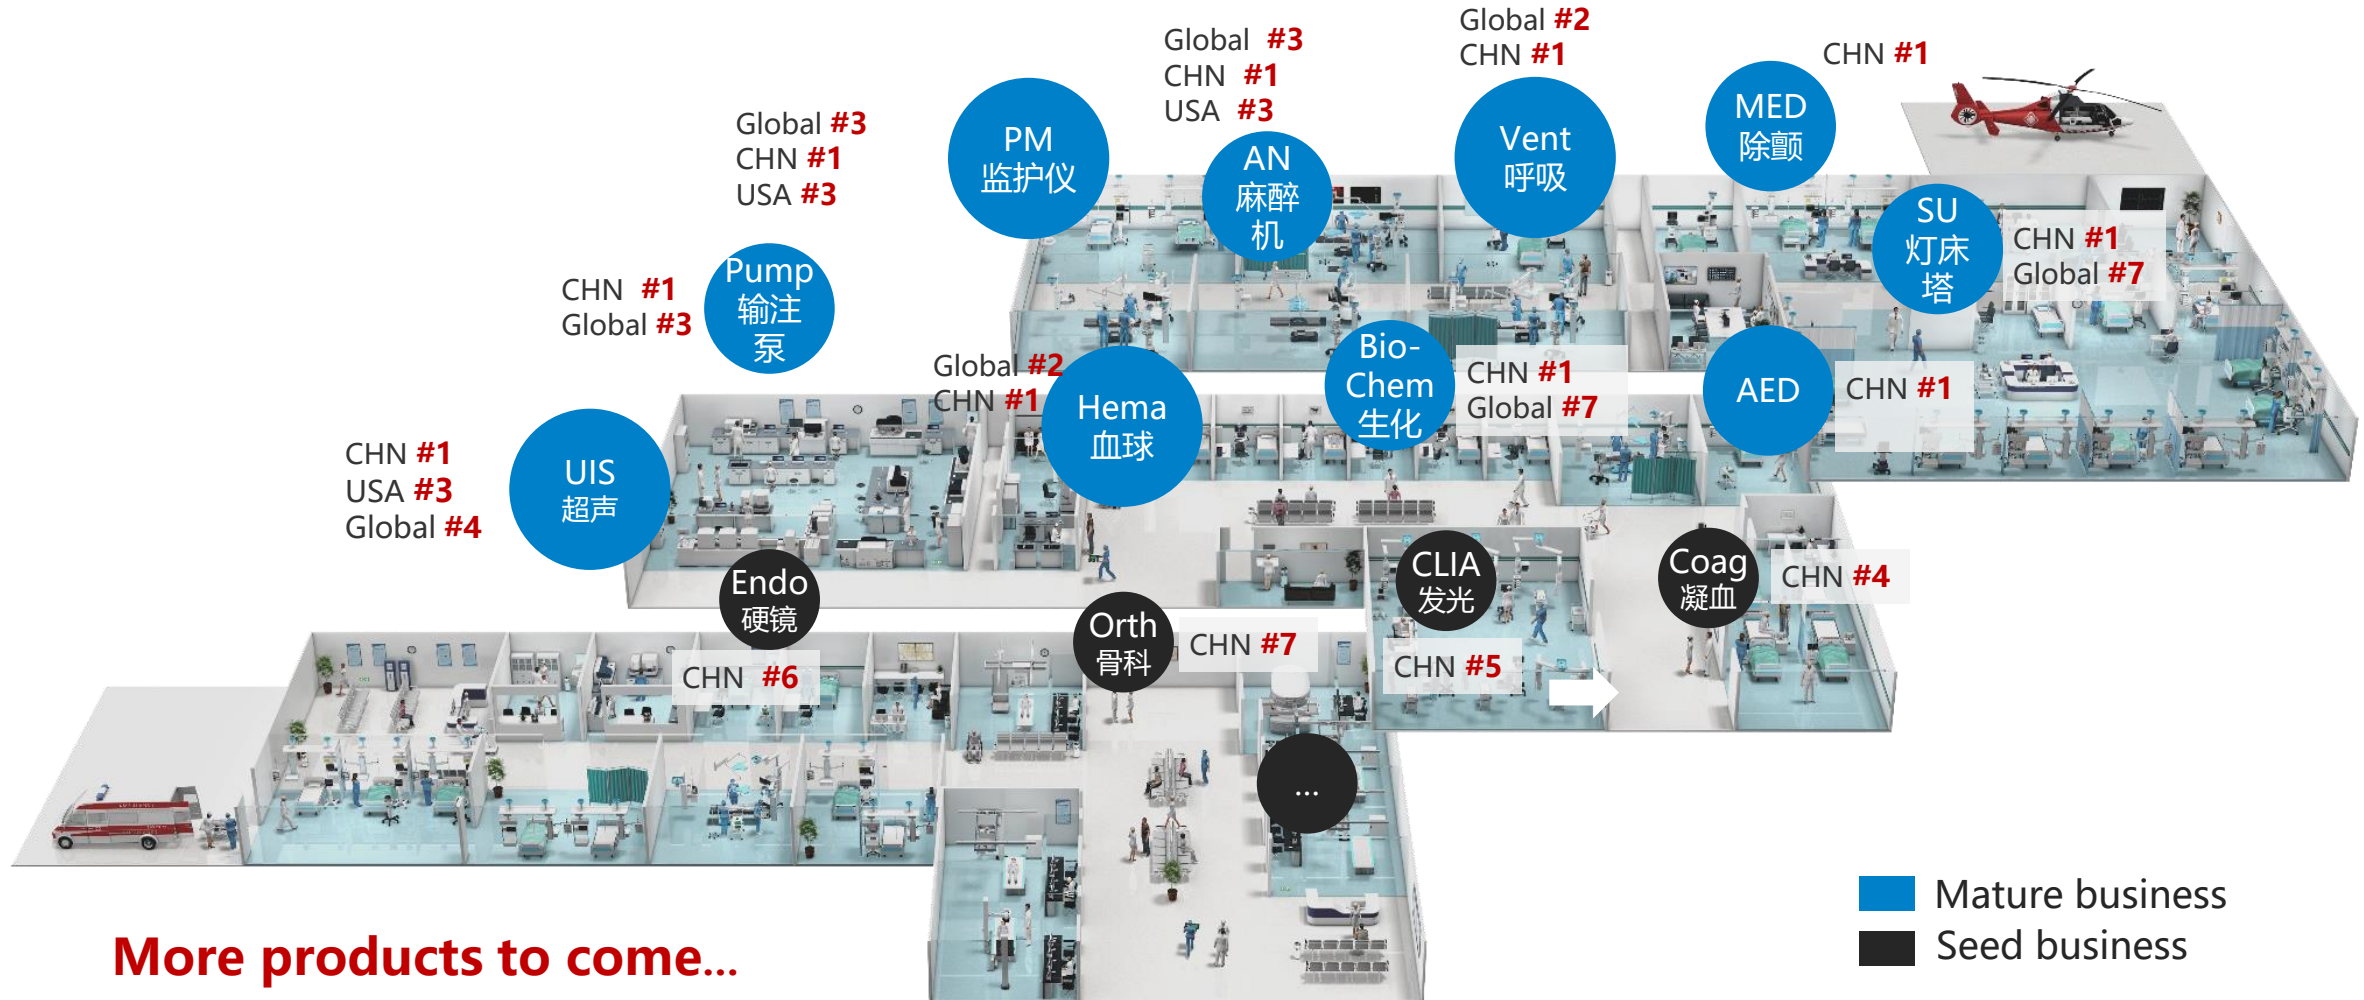 Global #2
CHN #1
Global #3
CHN #1
USA #3
CHN #1
Global #3
CHN #1
USA #3
PM
监护仪
AN
麻醉
机
Vent
呼吸
MED
除颤
SU
灯床
塔
CHN #1
Global #7
CHN #1
Global #3
Pump
输注
泵
Global #2
CHN #1
Hema
血球
Bio-
Chem
生化
CHN #1
Global #7
AED
CHN #1
CHN #1
USA #3
Global #4
UIS
超声
Endo
硬镜
CHN #6
Orth
骨科
CHN #7
CLIA
发光
CHN #5
Coag
凝血
CHN #4
...
Mature business
Seed business
More products to come...